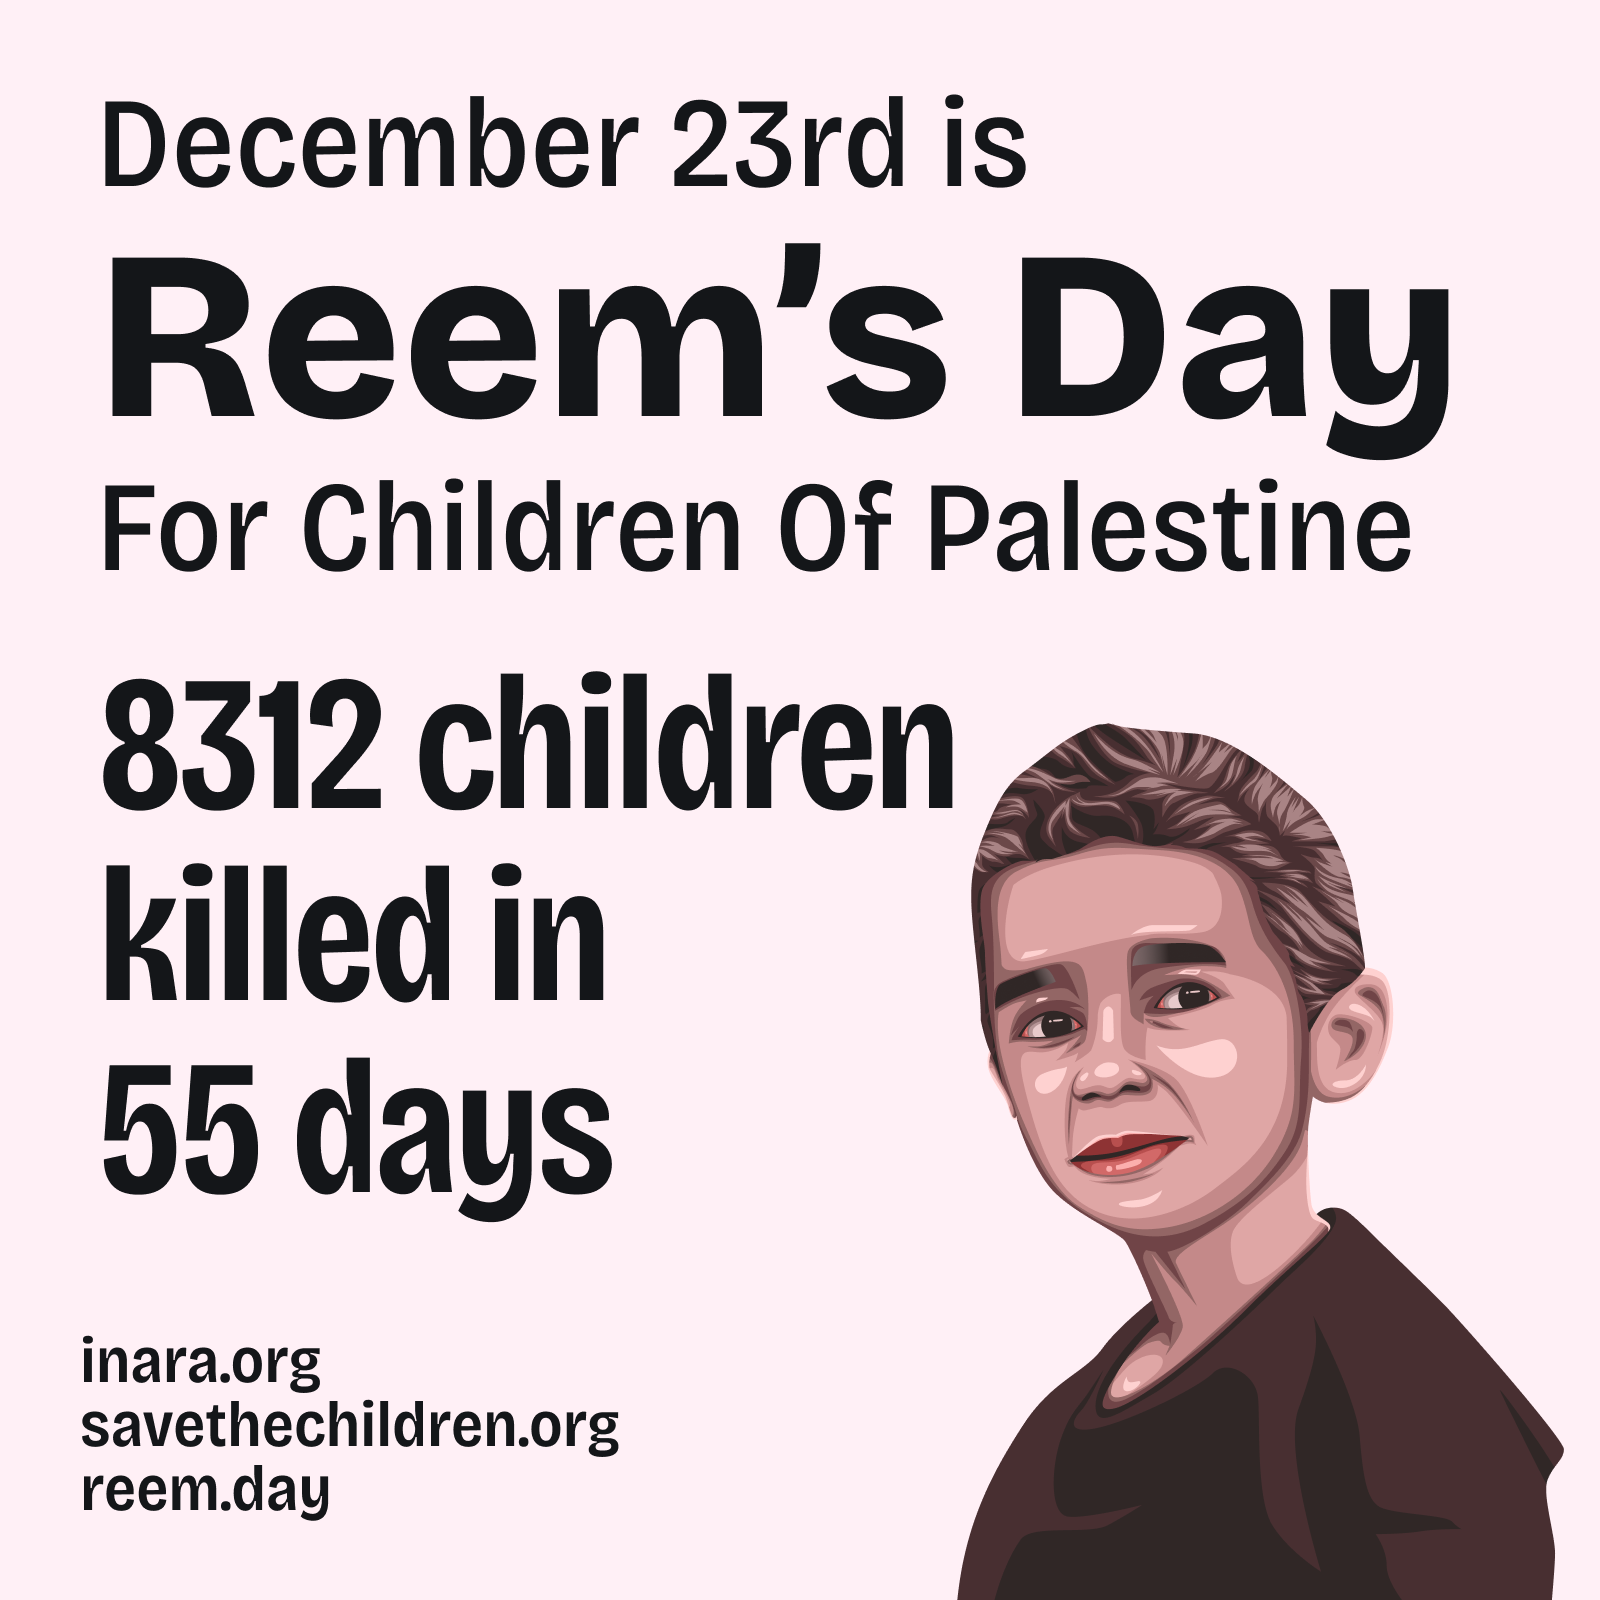 December 23rd is
Reem’s Day
For Children Of Palestine
8312 children
killed in
55 days
inara.org
savethechildren.org
reem.day